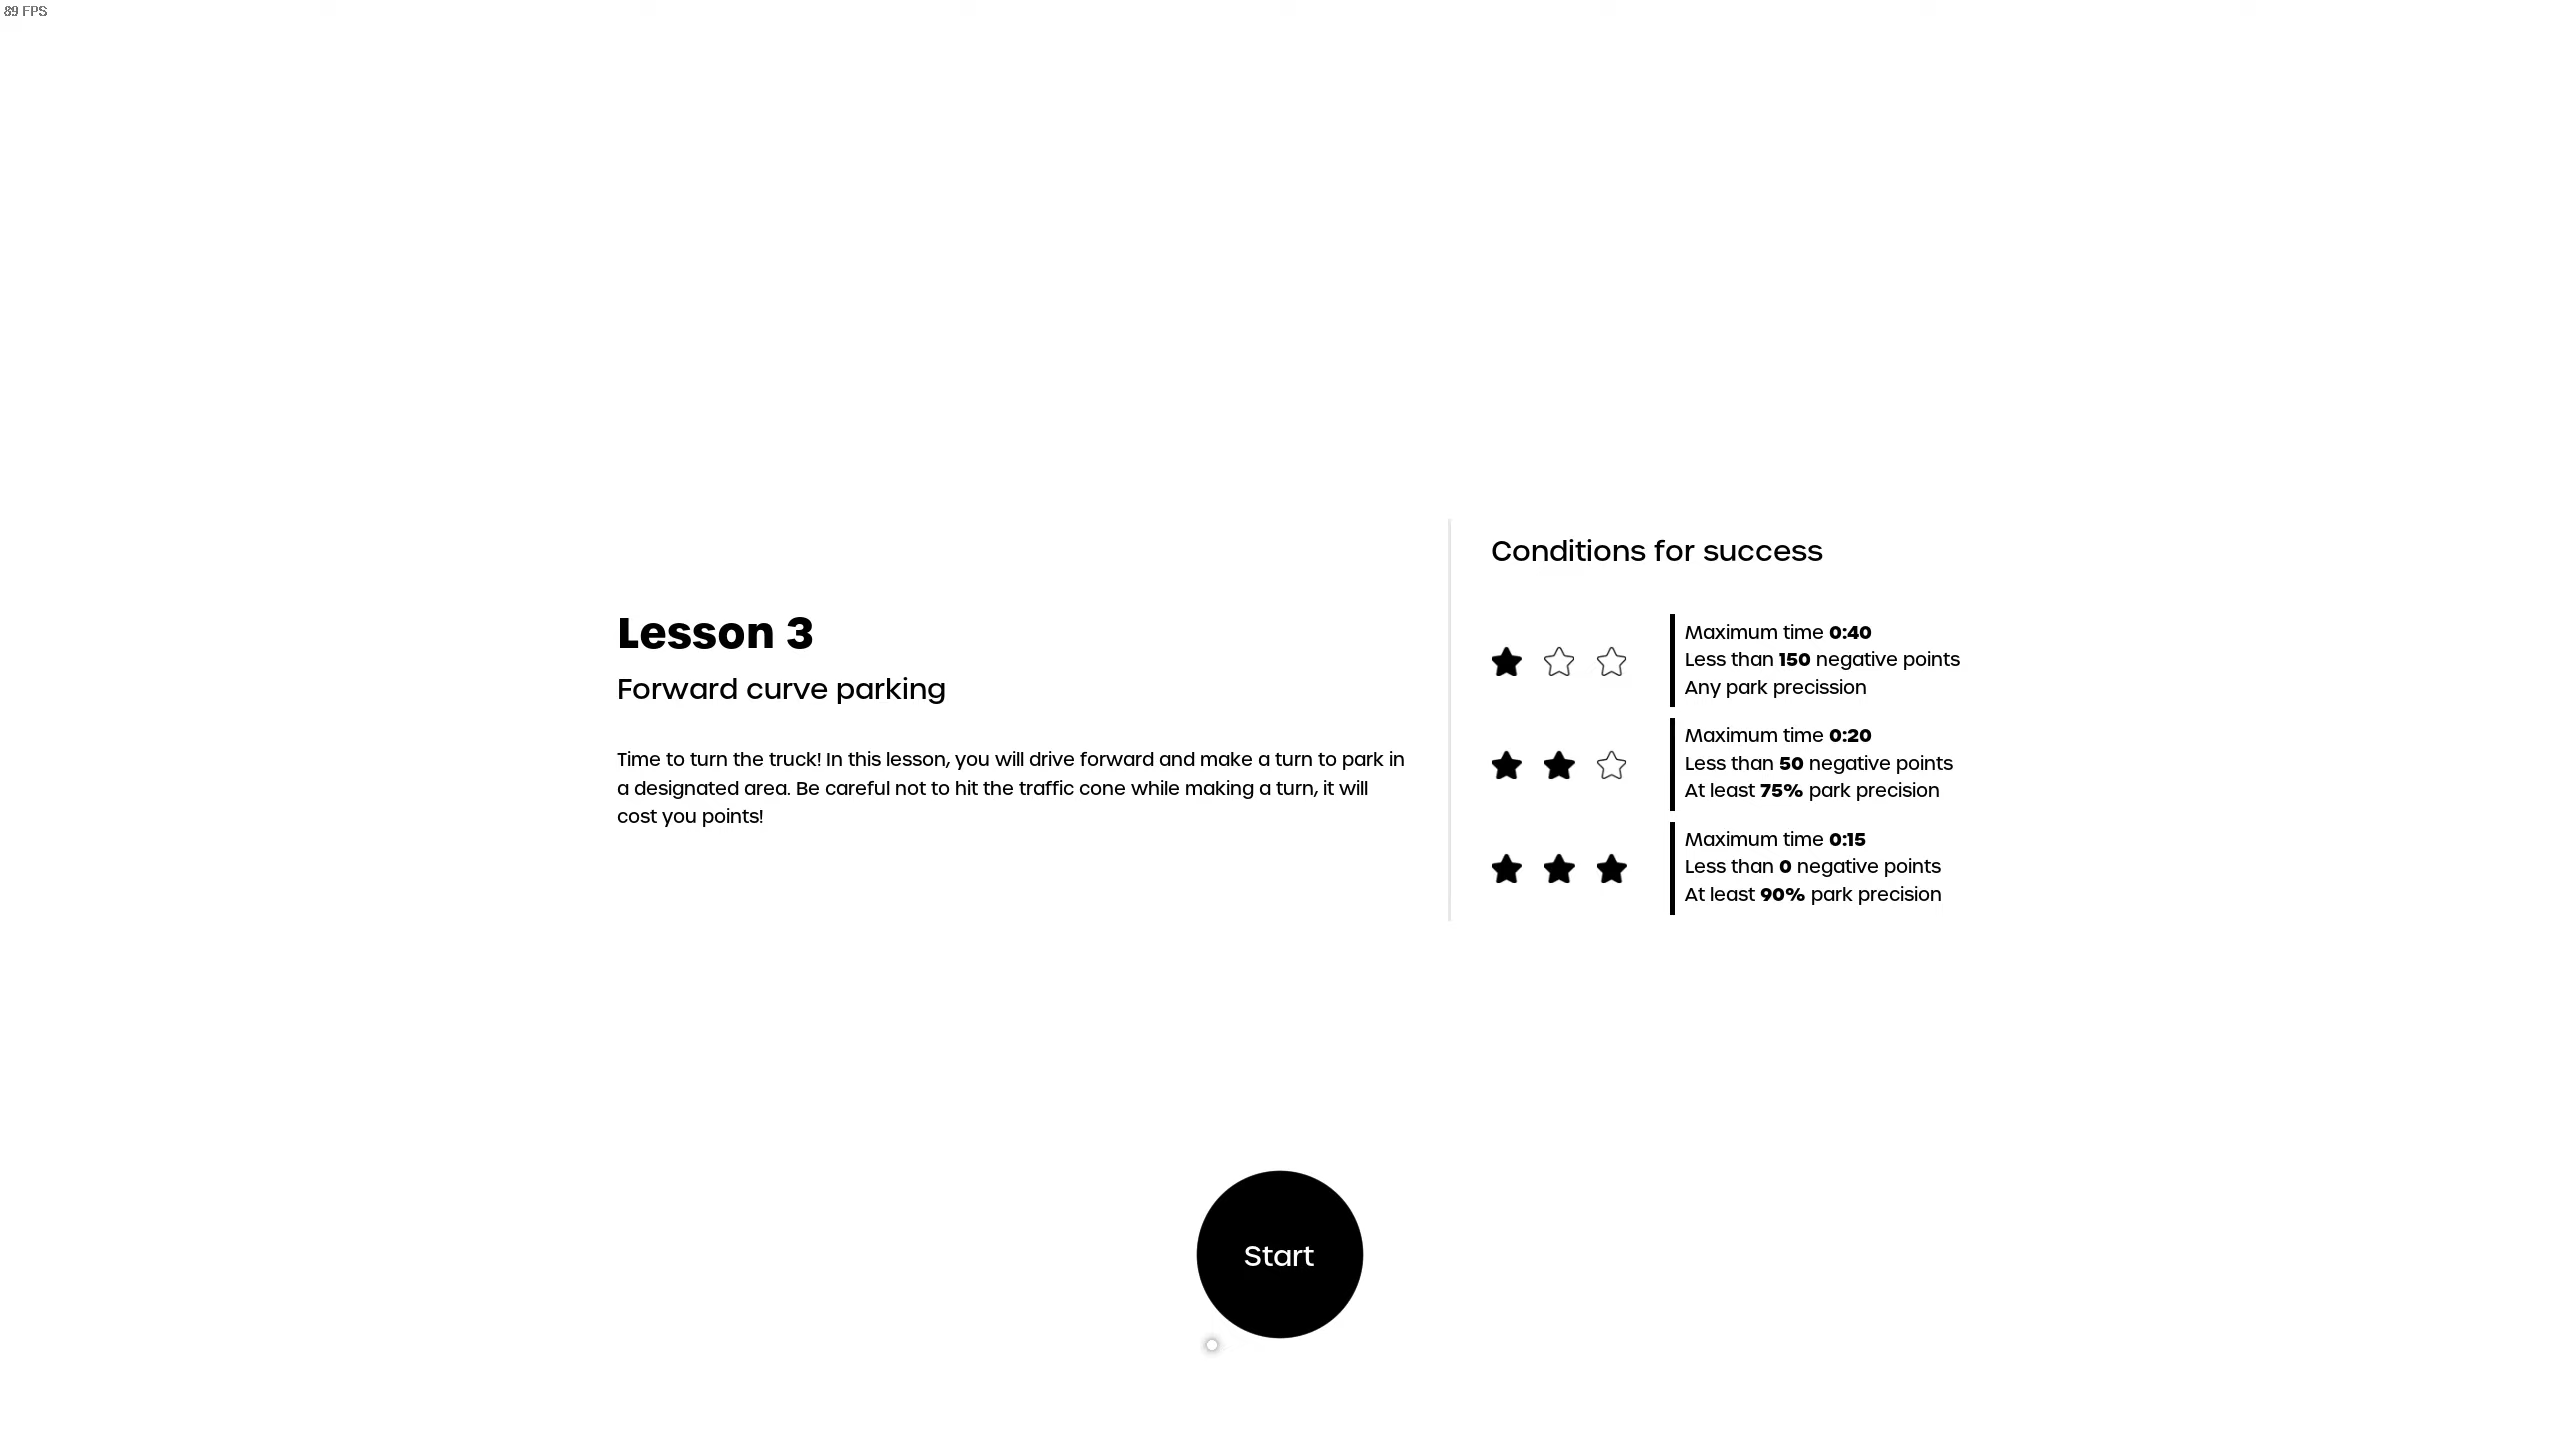 89 FPS
Lesson 3
Forward curve parking
Time to turn the truck! In this lesson, you will drive forward and make a turn to park in
a designated area. Be careful not to hit the traffic cone while making a turn, it will
cost you points!
Conditions for success
Maximum time 0:40
Less than 150 negative points
Any park precission
Maximum time 0:20
Less than 50 negative points
At least 75% park precision
Maximum time 0:15
Less than 0 negative points
At least 90% park precision
Start